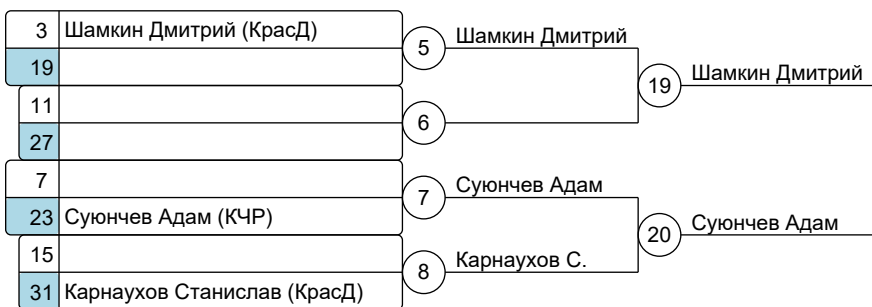 3 Шамкин Дмитрий (КрасД)
19
5 Шамкин Дмитрий
11
27
6
19 Шамкин Дмитрий
7
23 Суюнчев Адам (КЧР)
7 Суюнчев Адам
15
31 Карнаухов Станислав (КрасД)
8 Карнаухов С.
20 Суюнчев Адам